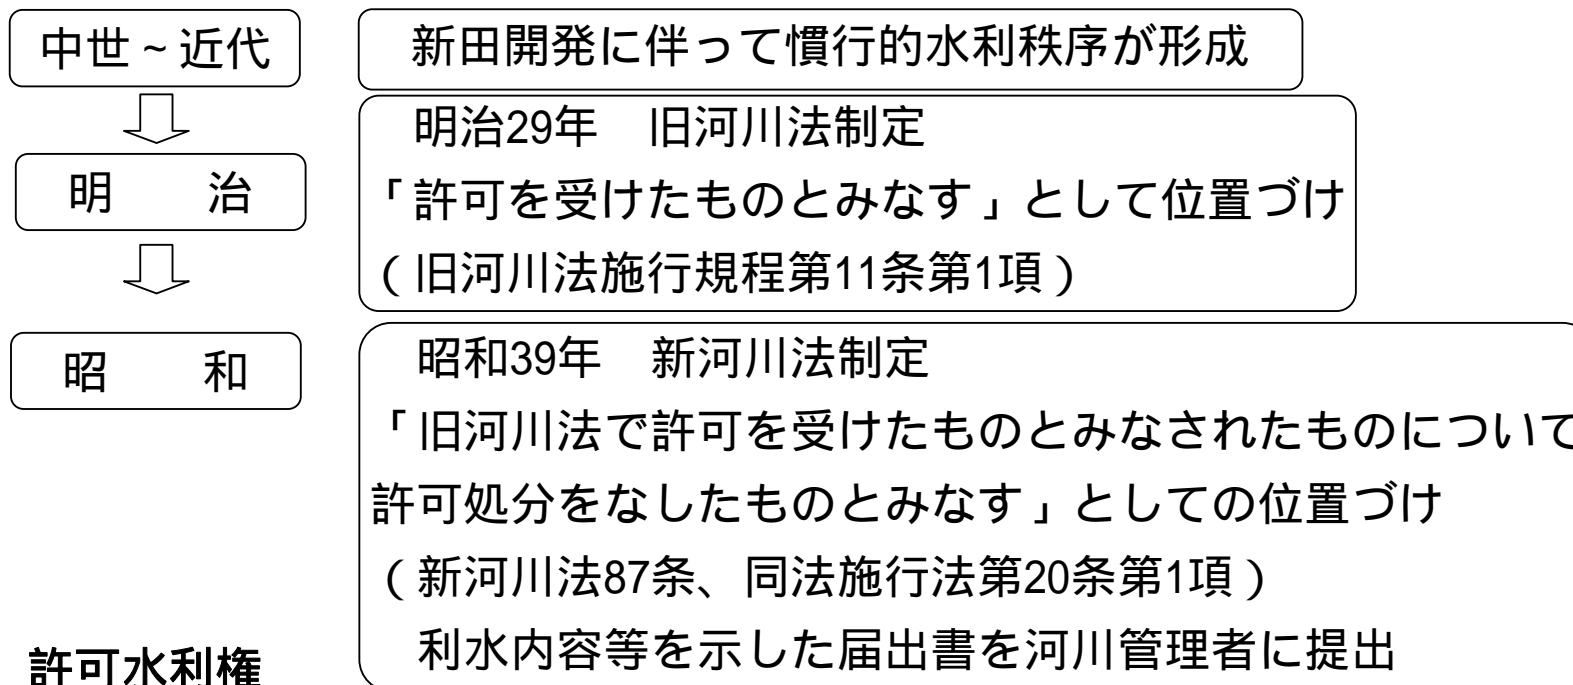 中世~近代
新田開発に伴って慣行的水利秩序が形成
明治29年　旧河川法制定
明　　治
「許可を受けたものとみなす」として位置づけ
（旧河川法施行規程第11条第1項）
昭　　和
昭和39年　新河川法制定
「旧河川法で許可を受けたものとみなされたものについて
許可処分をなしたものとみなす」としての位置づけ
（新河川法87条、同法施行法第20条第1項）
利水内容等を示した届出書を河川管理者に提出
許可水利権